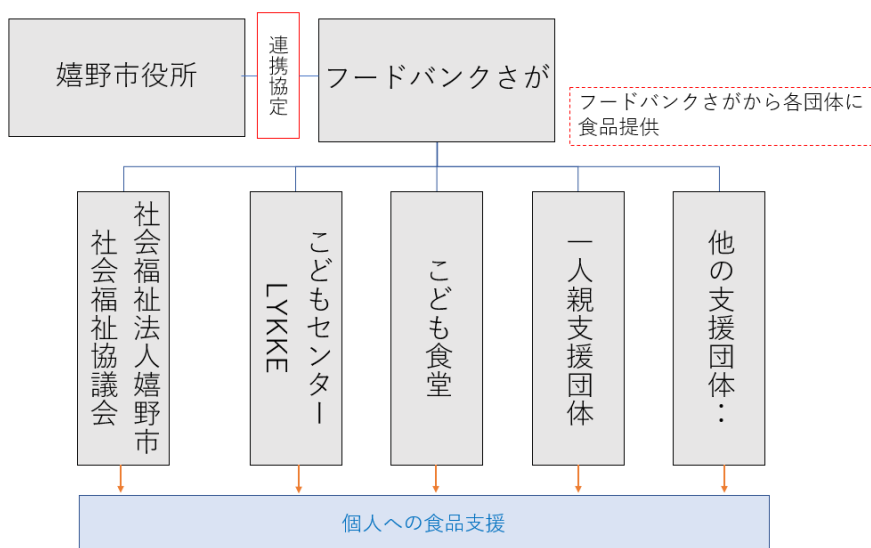 嬉野市役所
連携協定
フードバンクさが
フードバンクさがから各団体に
食品提供
社会福祉法人嬉野市
社会福祉協議会
こどもセンター
LYKKE
こども食堂
一人親支援団体
他の支援団体‥
個人への食品支援